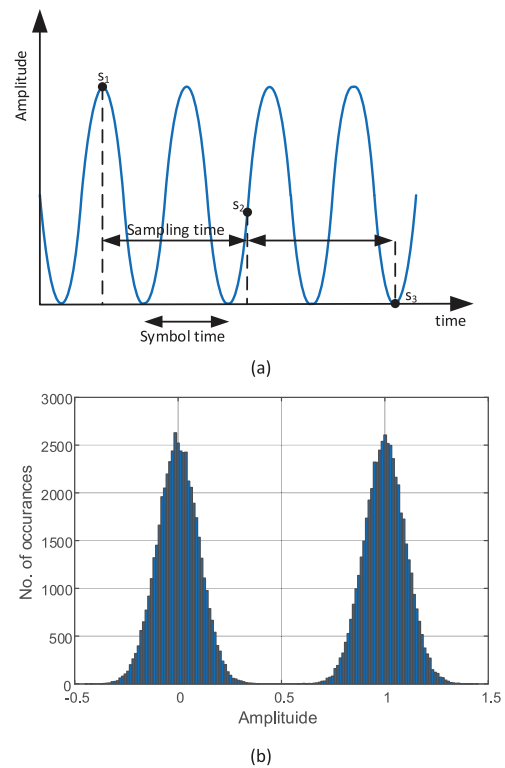 Amplitude
s1
s2
Sampling time
s3
time
Symbol time
(a)
3000
2500
2000
1500
1000
500
0
No. of occurances
-0.5
0
0.5
1
1.5
Amplituide
(b)